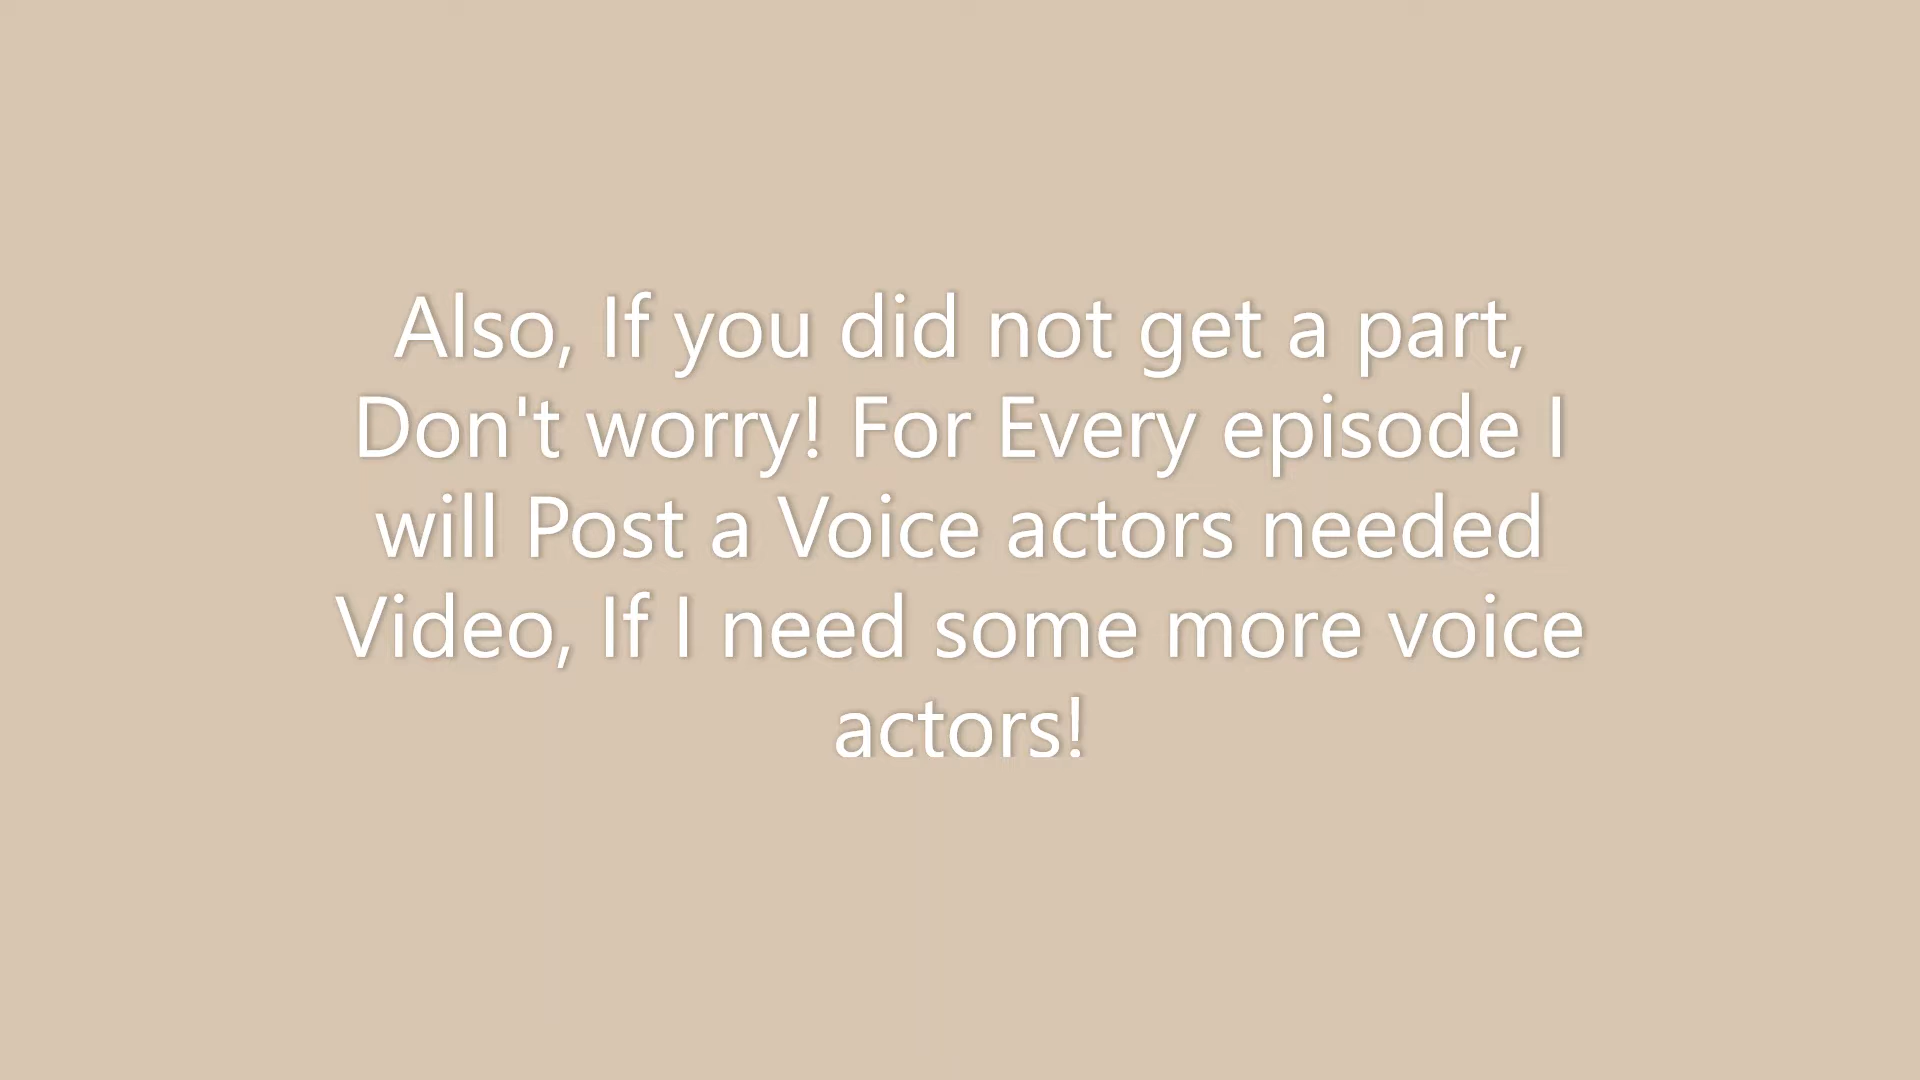 Also, If you did not get a part,
Don't worry! For Every episode I
will Post a Voice actors needed
Video, If I need some more voice
actors!